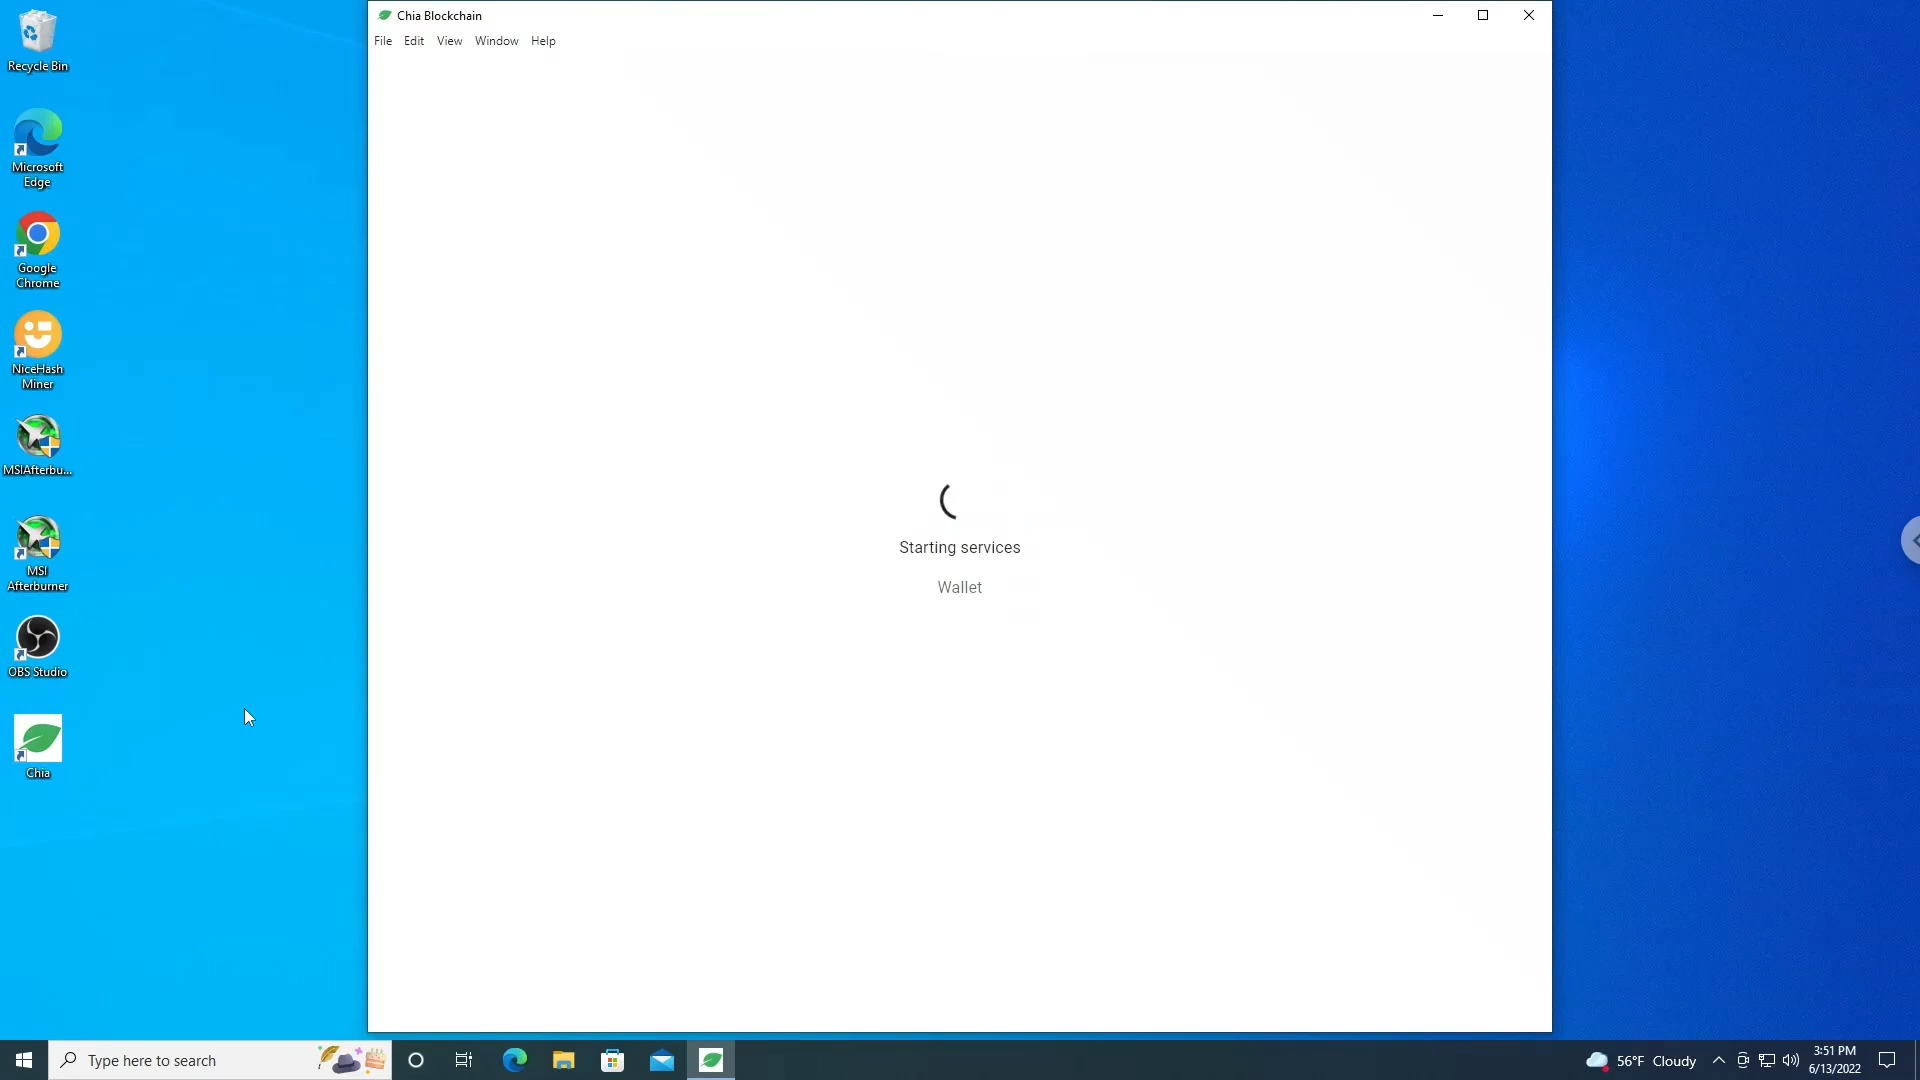 Recycle Bin
Microsoft
Edge
Google
Chrome
NiceHash
Miner
MSIAfterbu...
MSI
Afterburner
OBS Studio
Chia
Chia Blockchain
File Edit View Window Help
Starting services
Wallet
Type here to search
56°F Cloudy
3:51 PM
6/13/2022